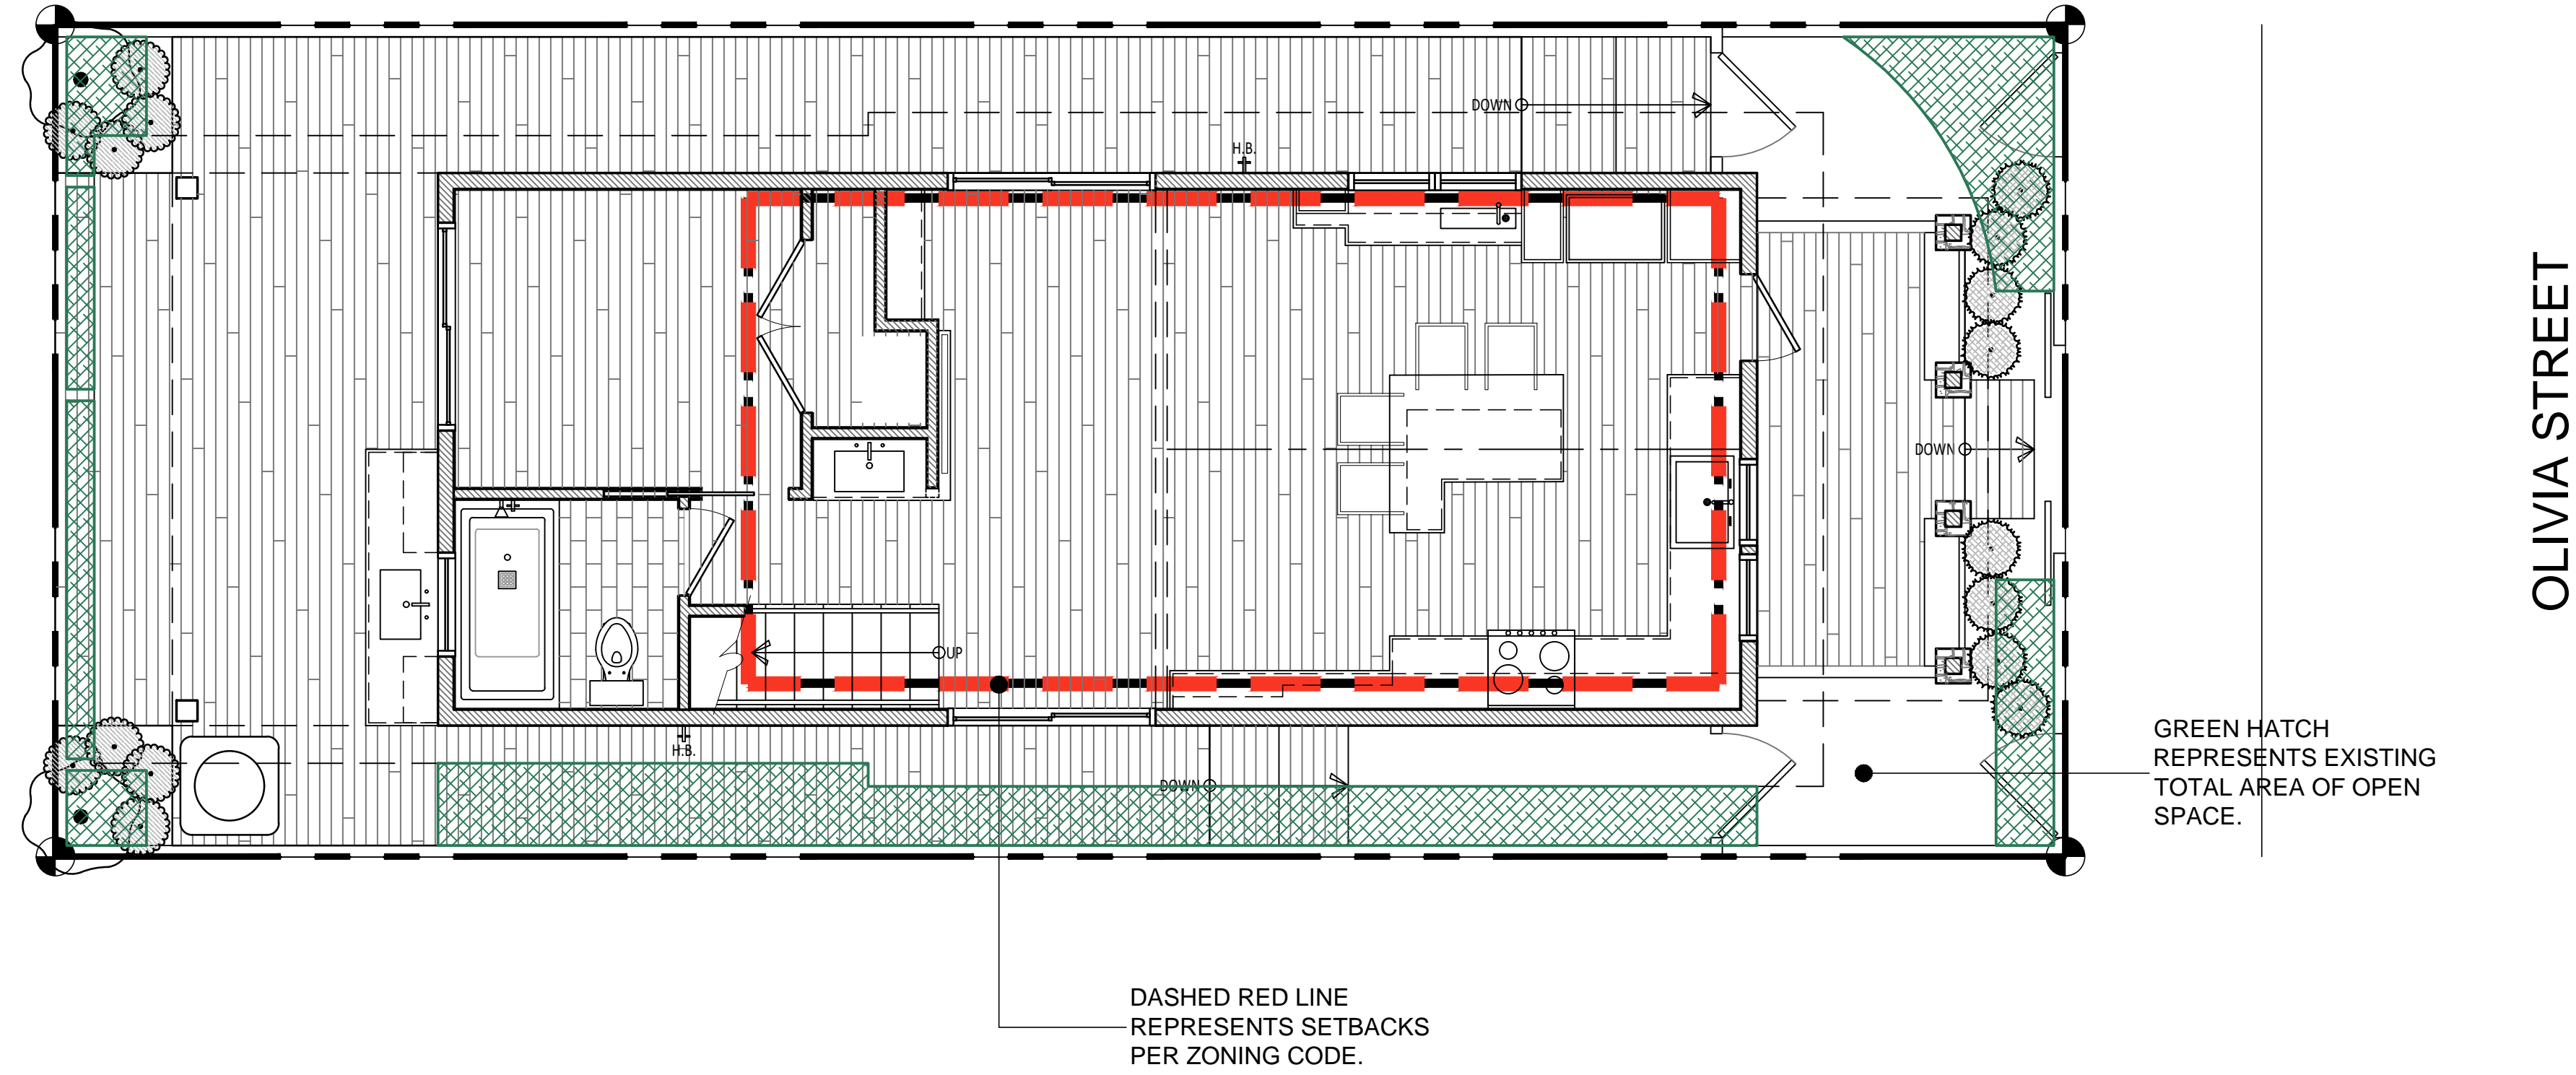 DOWN
H.B.
OLIVIA STREET
DOWN
UP
H.B.
DOWN
GREEN HATCH
REPRESENTS EXISTING
TOTAL AREA OF OPEN
SPACE.
DASHED RED LINE
REPRESENTS SETBACKS
PER ZONING CODE.